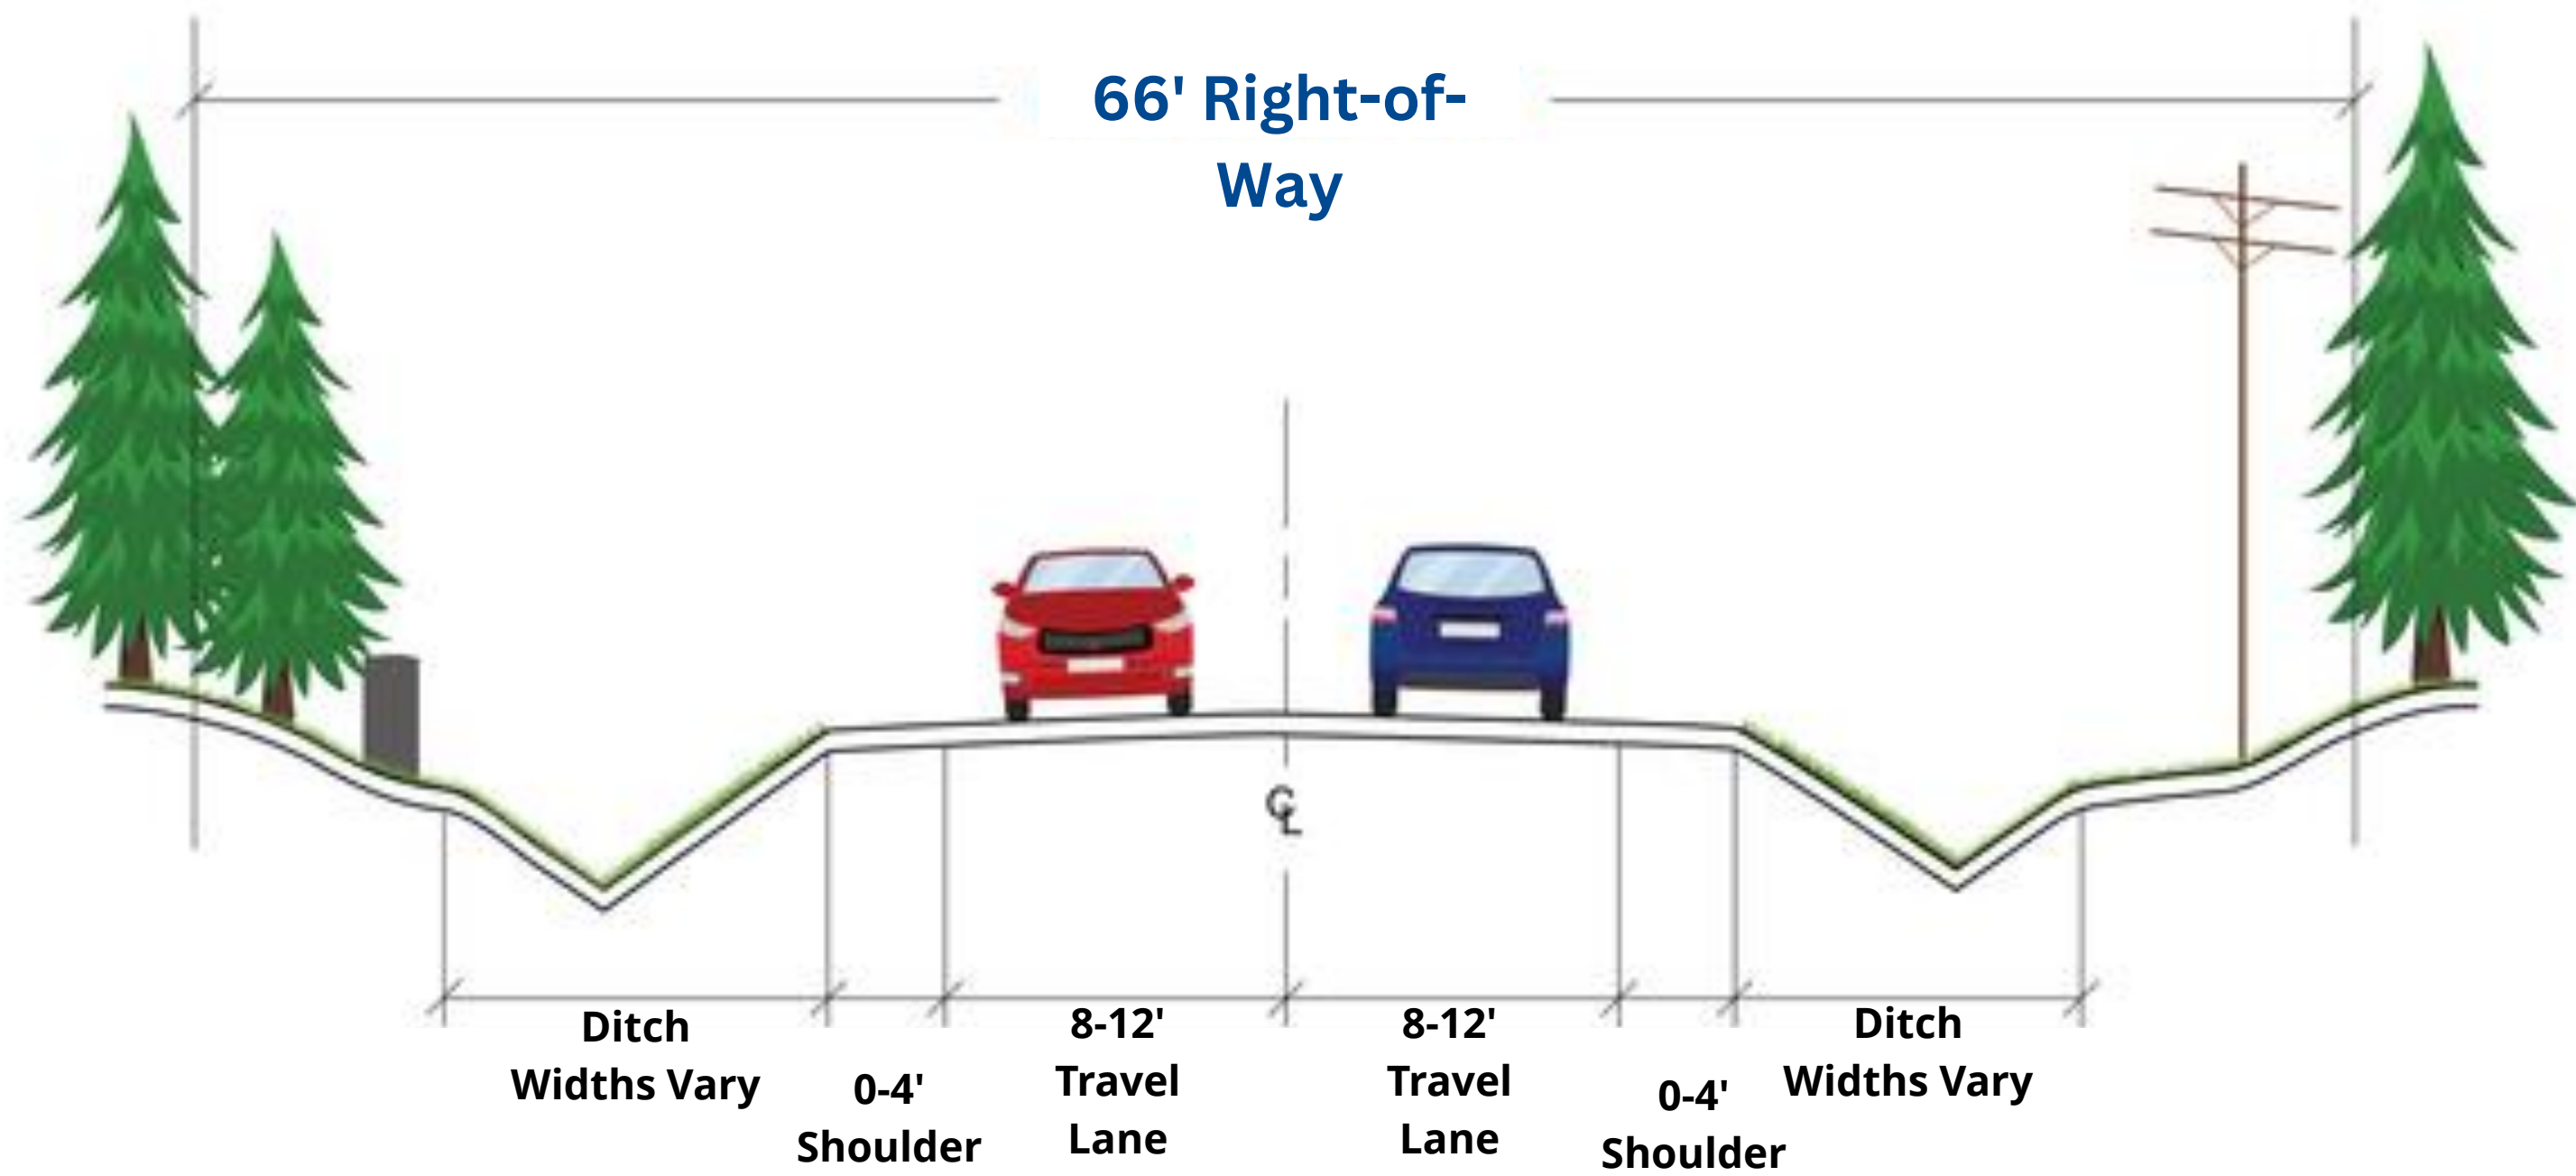 66' Right-of-
Way
℄
Ditch
Widths Vary
0-4'
Shoulder
8-12'
Travel
Lane
8-12'
Travel
Lane
0-4'
Shoulder
Ditch
Widths Vary